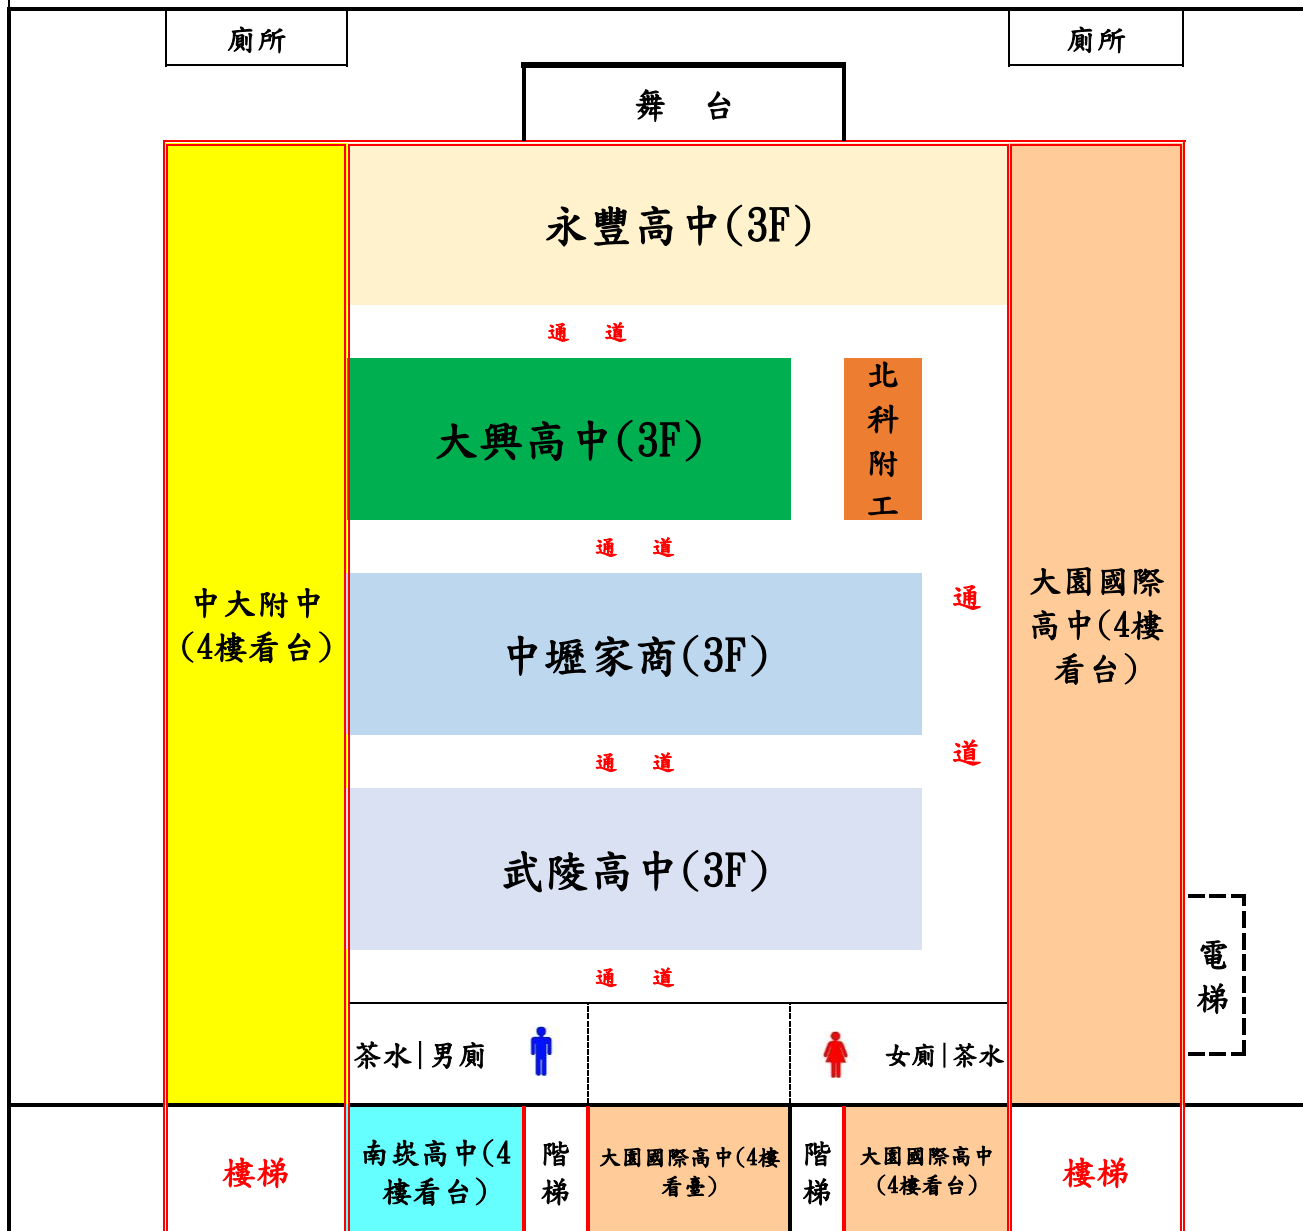 廁所
廁所
舞 台
永豐高中(3F)
通 道
大興高中(3F)
北
科
附
工
通 道
中大附中
(4樓看台)
中壢家商(3F)
通
道
大園國際
高中(4樓
看台)
通 道
武陵高中(3F)
通 道
電
梯
茶水|男廁
女廁|茶水
樓梯
南崁高中(4
樓看台)
階
梯
大園國際高中(4樓
看臺)
階
梯
大園國際高中
(4樓看台)
樓梯